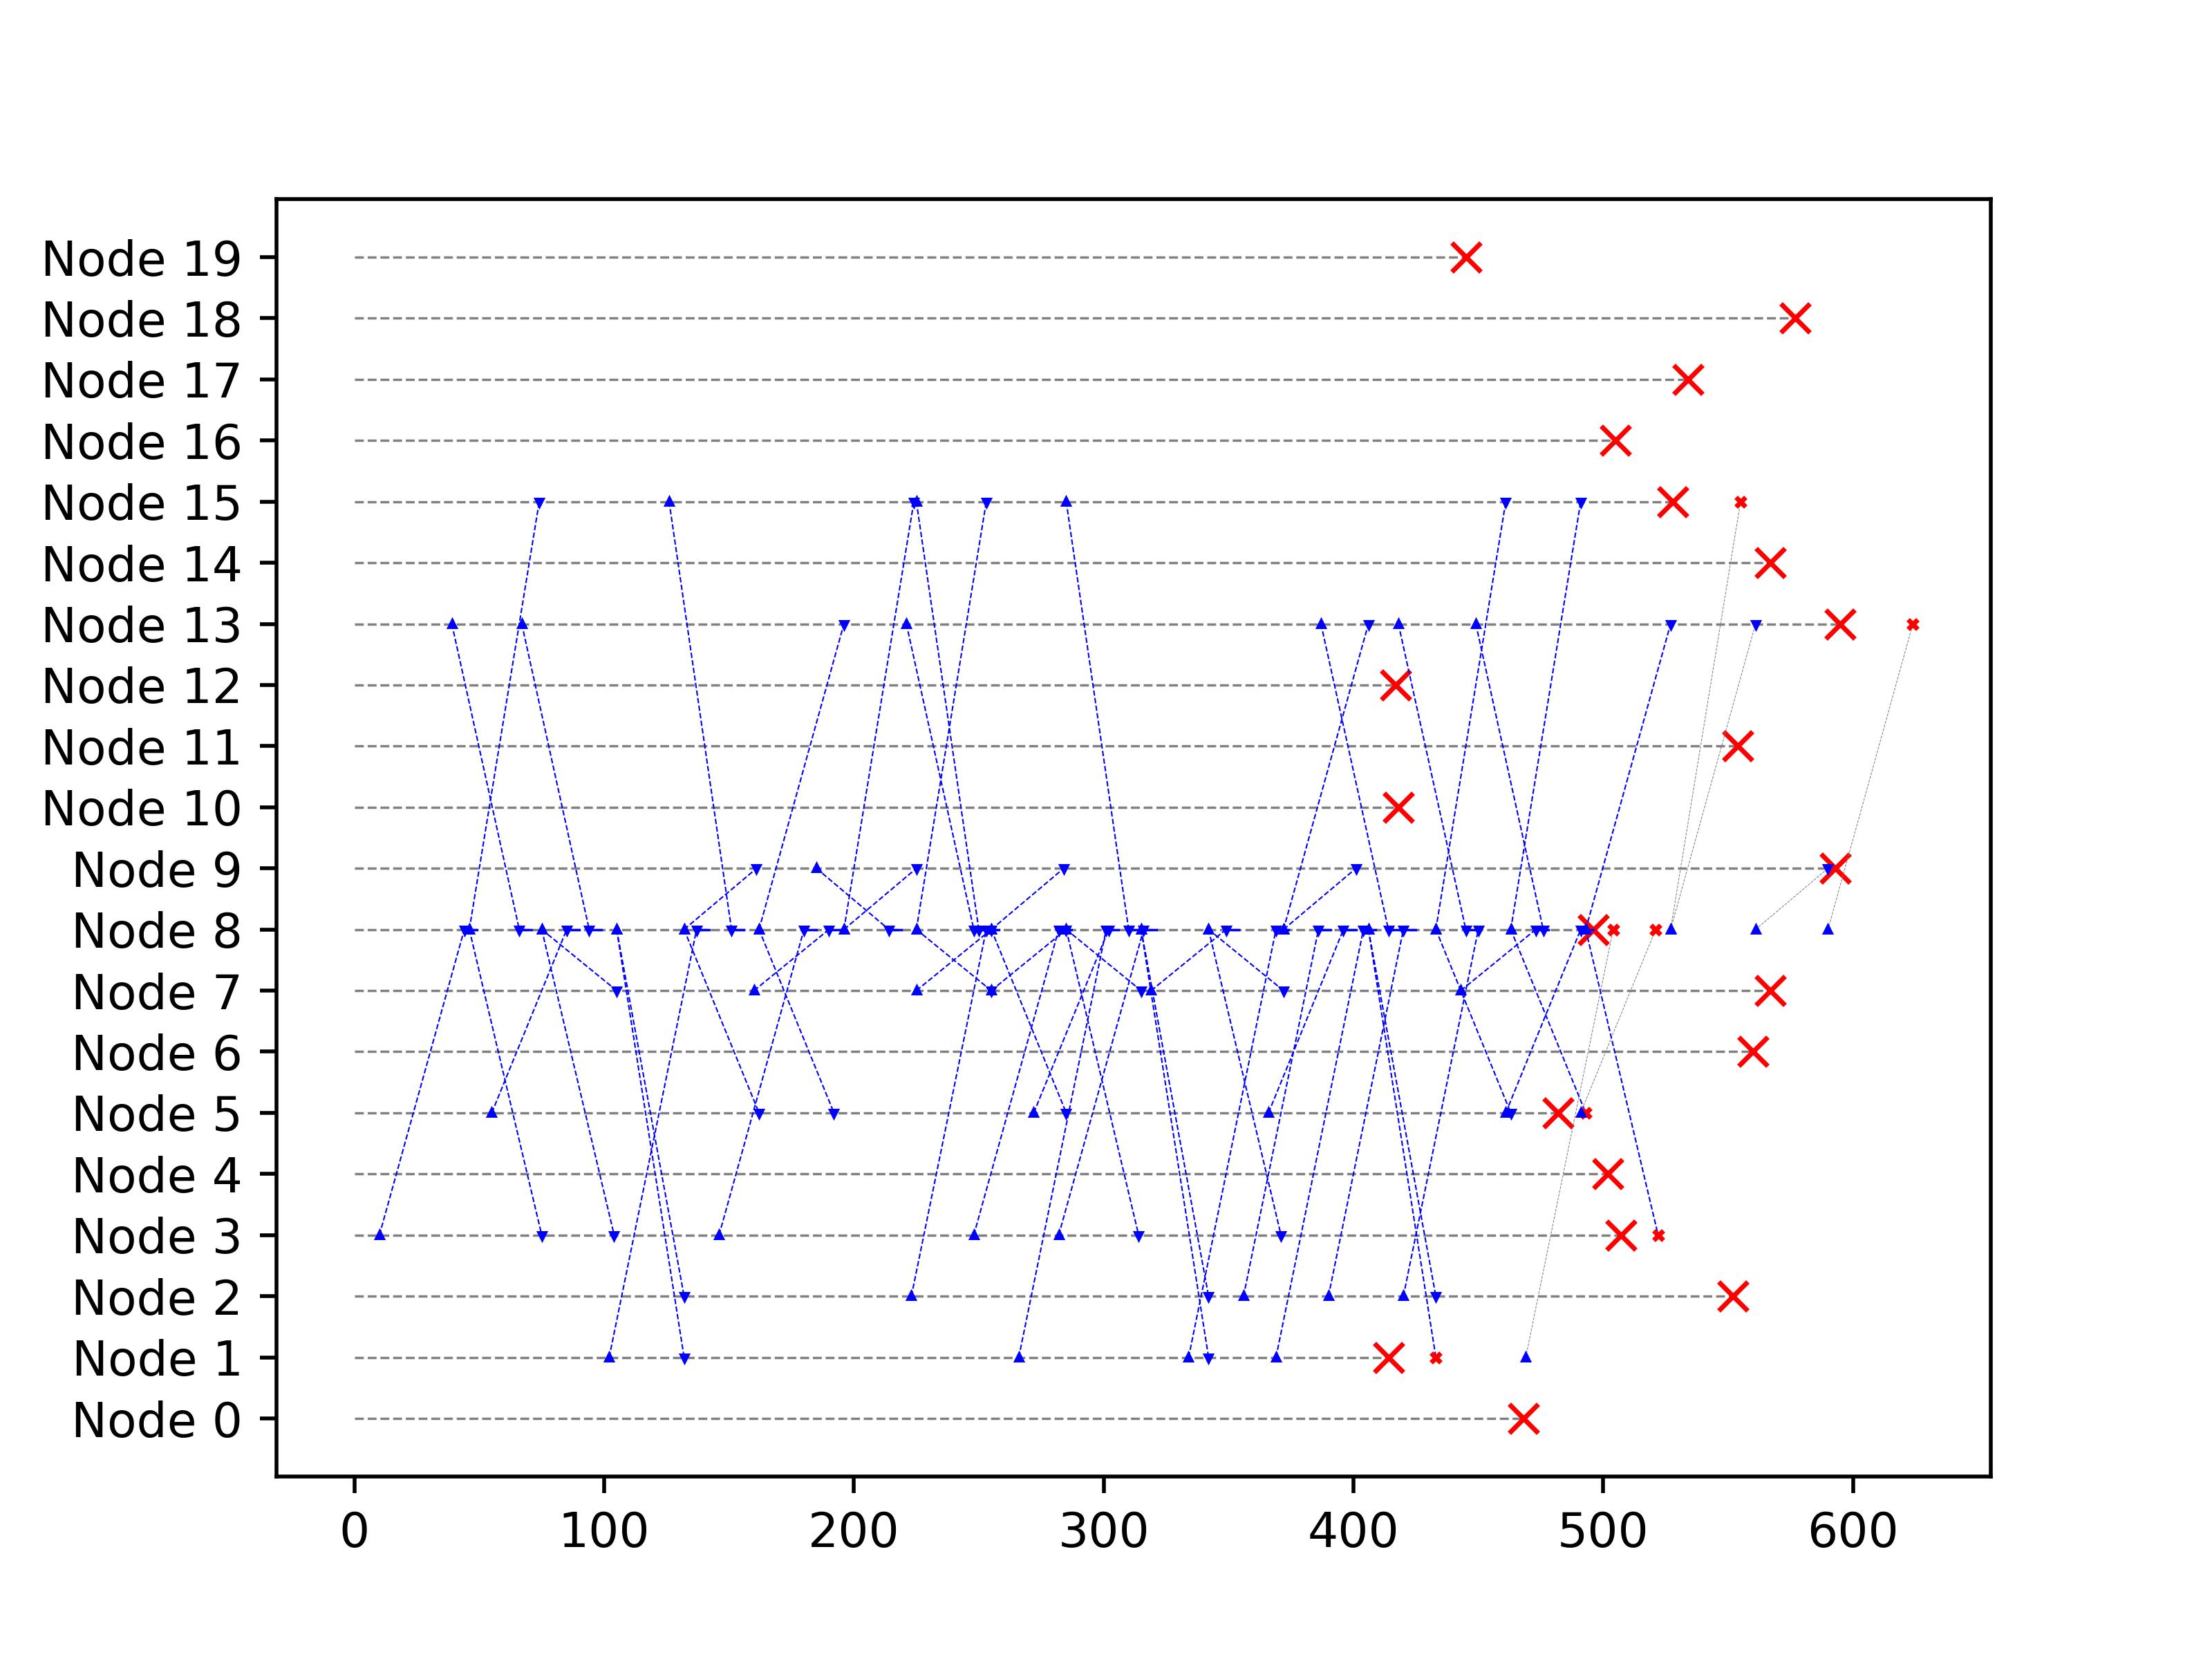 Node 19
Node 18
Node 17
Node 16
Node 15
Node 14
Node 13
Node 12
Node 11
Node 10
Node 9
Node 8
Node 7
Node 6
Node 5
Node 4
Node 3
Node 2
Node 1
Node 0
0 100 200 300 400 500 600